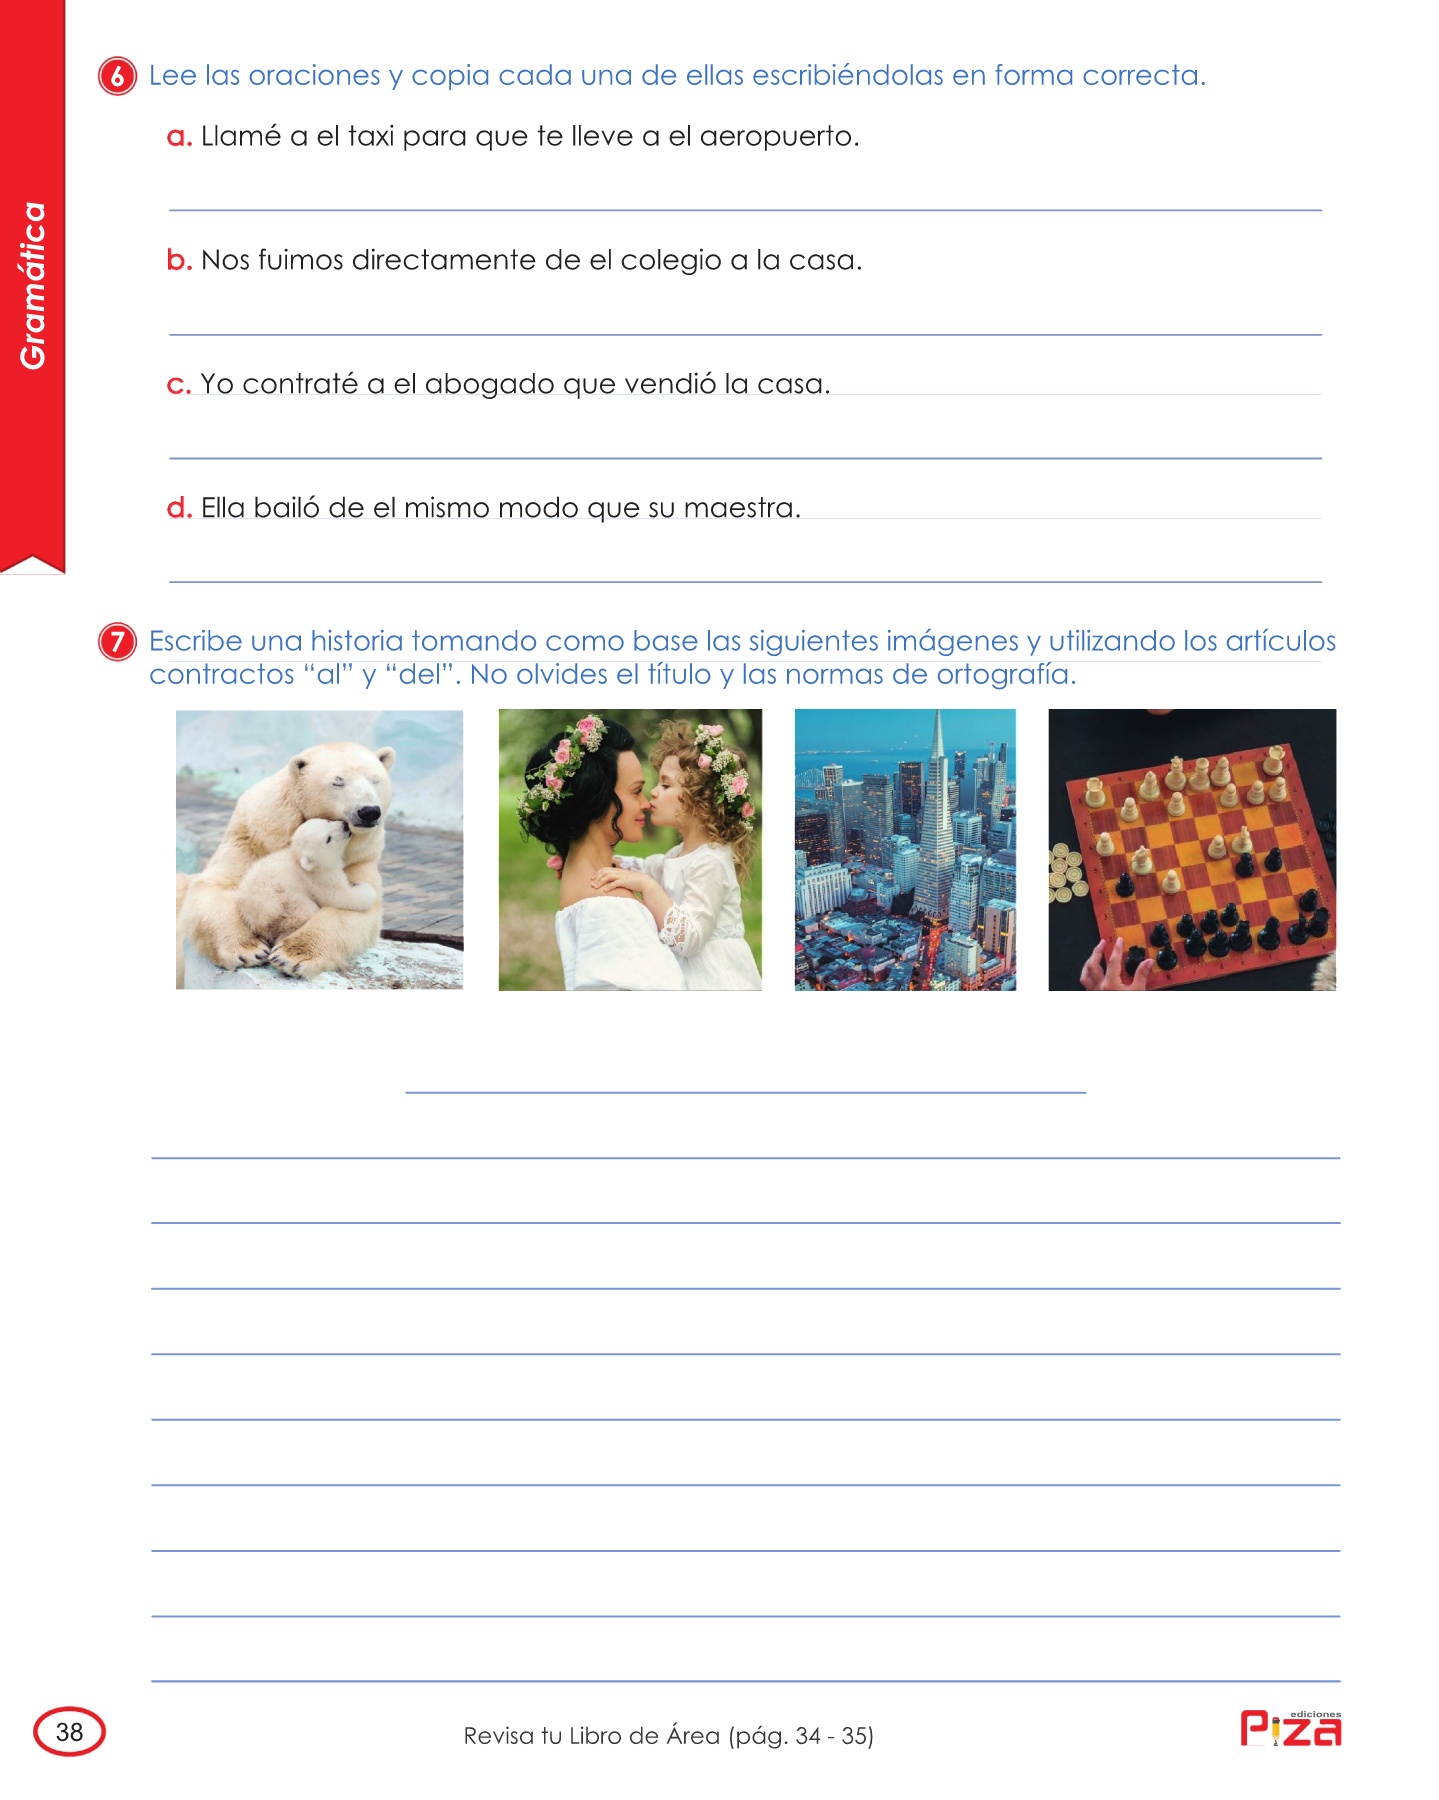 Gramática
6 Lee las oraciones y copia cada una de ellas escribiéndolas en forma correcta.
a. Llamé a el taxi para que te lleve a el aeropuerto.
b. Nos fuimos directamente de el colegio a la casa.
c. Yo contraté a el abogado que vendió la casa.
d. Ella bailó de el mismo modo que su maestra.
7 Escribe una historia tomando como base las siguientes imágenes y utilizando los artículos
contractos “al” y “del”. No olvides el título y las normas de ortografía.
38
Revisa tu Libro de Área (pág. 34 - 35)
ediciones
Piza